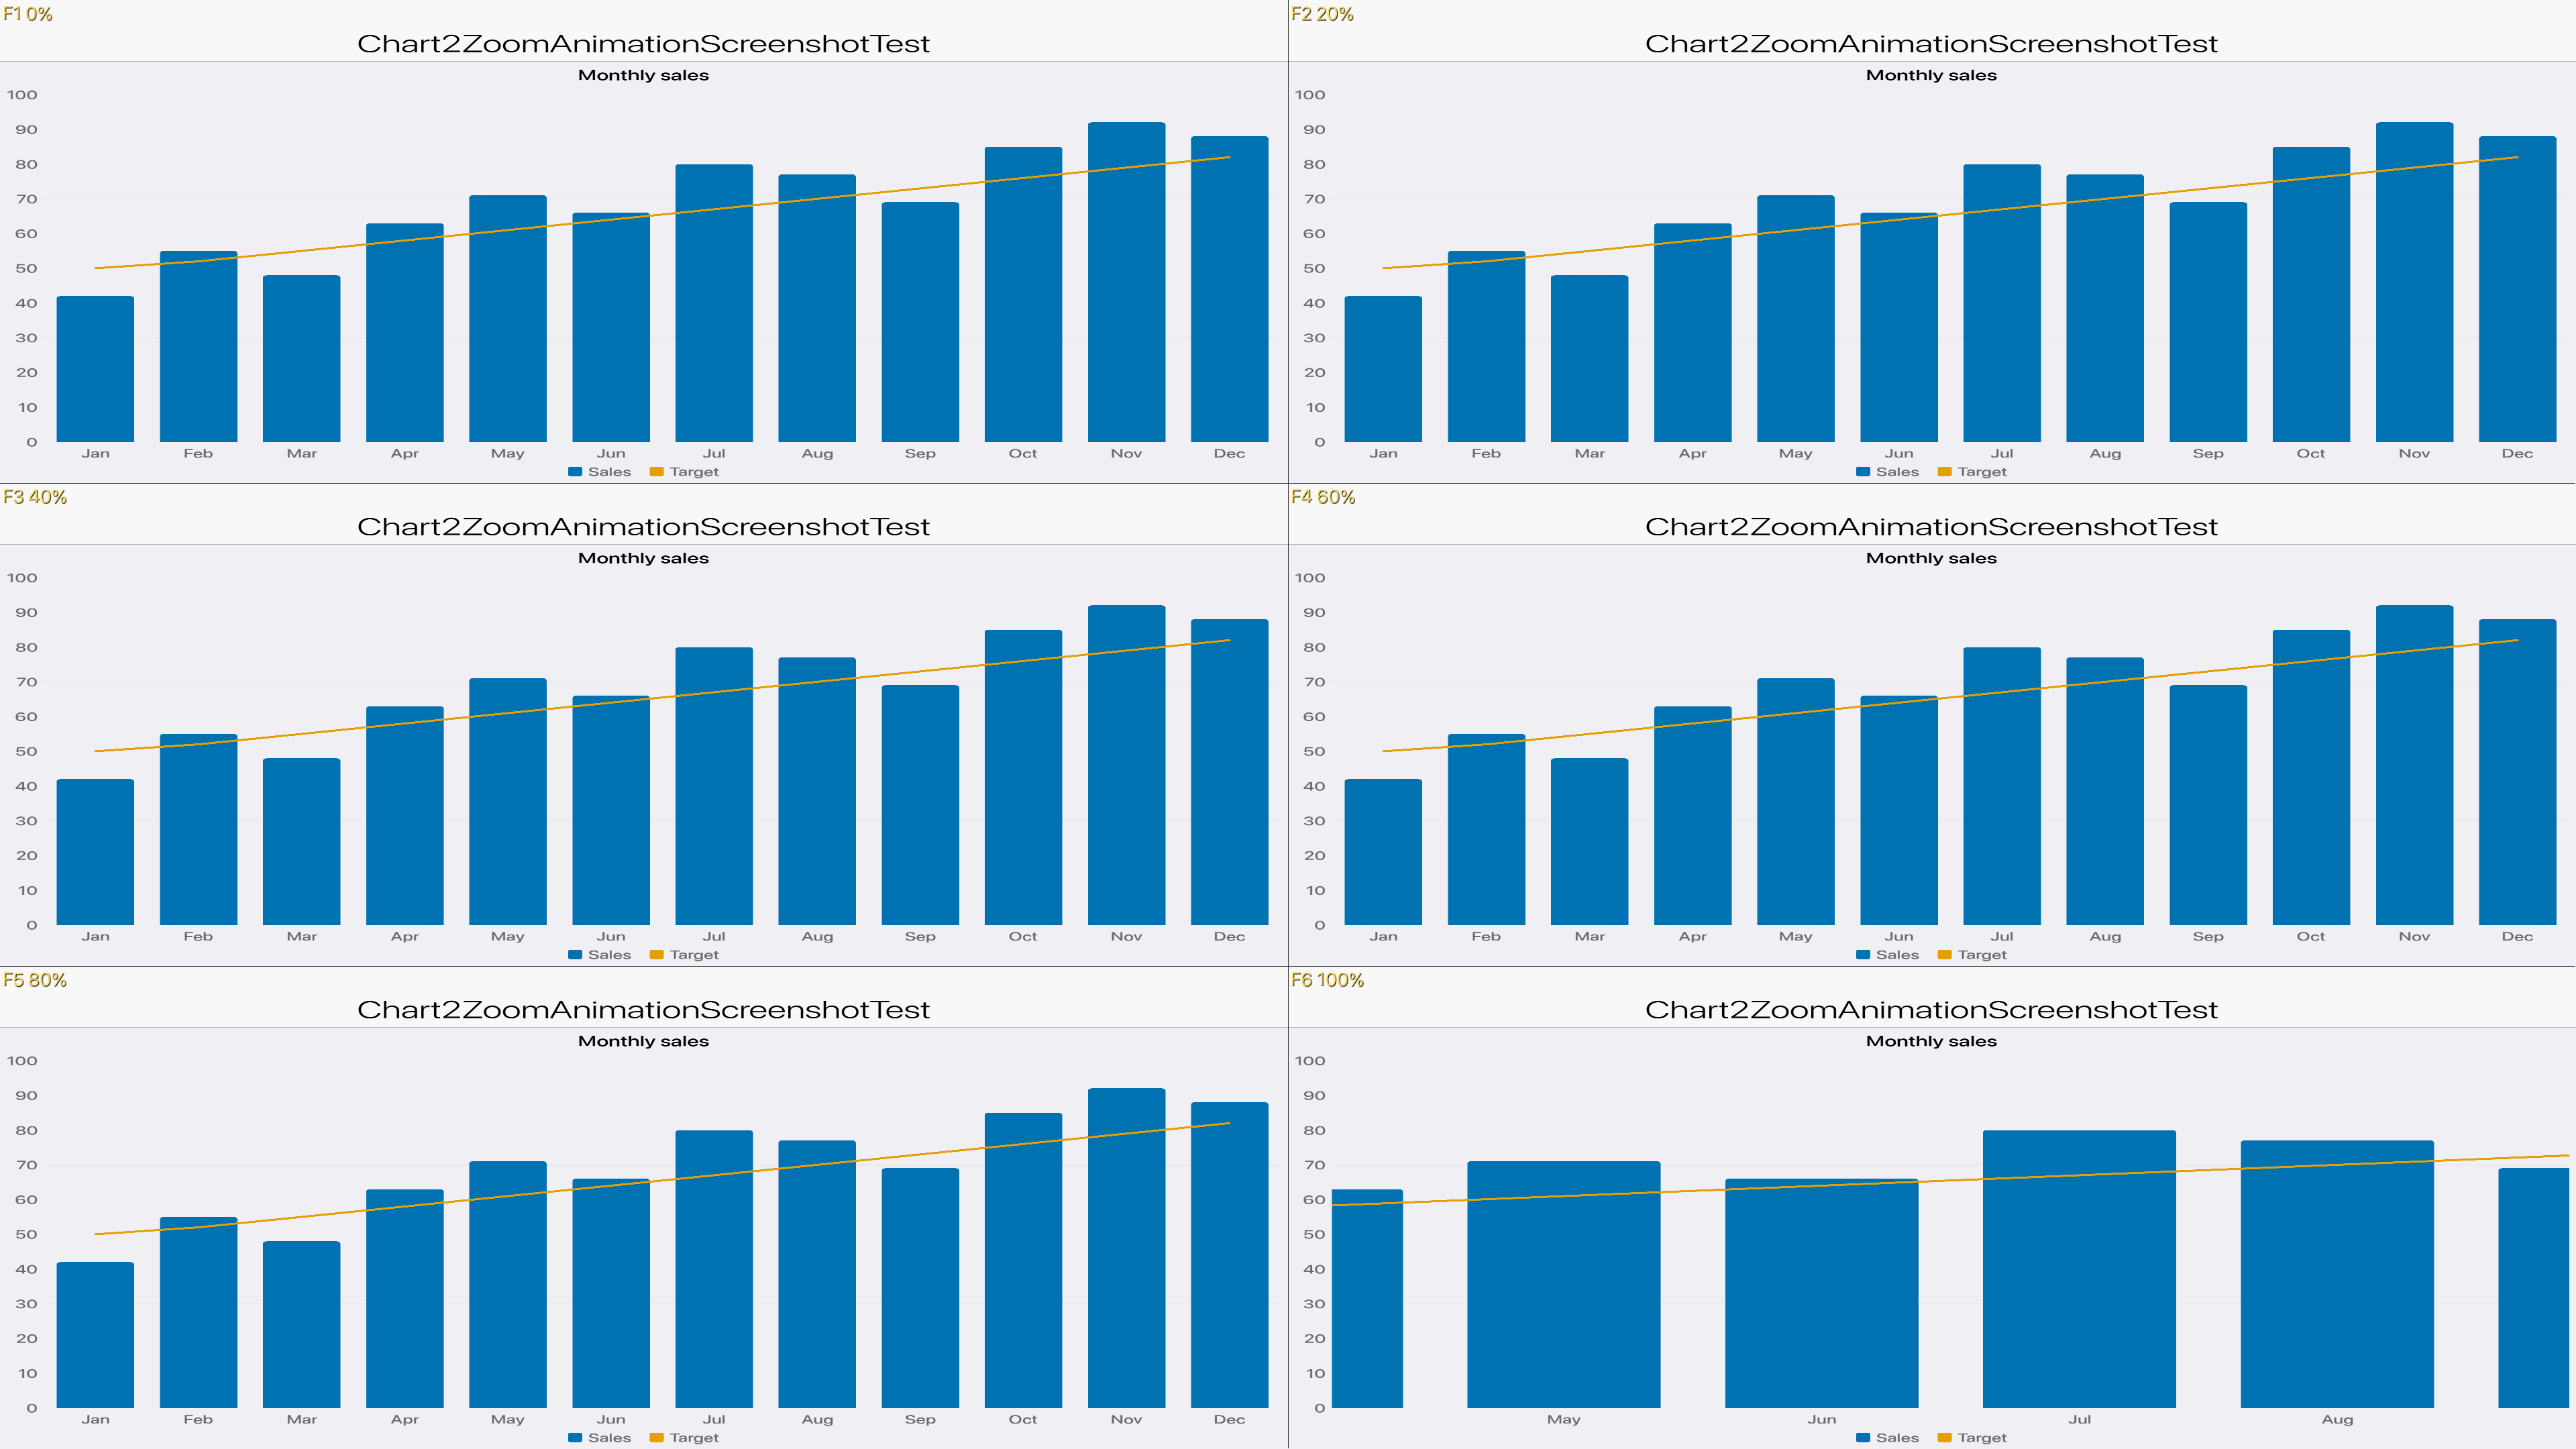 F1 0%
Chart2ZoomAnimationScreenshotTest
Monthly sales
100
90
80
70
60
50
40
30
20
10
0
Jan Feb Mar Apr May Jun Jul Aug Sep Oct Nov Dec
Sales Target
F2 20%
Chart2ZoomAnimationScreenshotTest
Monthly sales
100
90
80
70
60
50
40
30
20
10
0
Jan Feb Mar Apr May Jun Jul Aug Sep Oct Nov Dec
Sales Target
F3 40%
Chart2ZoomAnimationScreenshotTest
Monthly sales
100
90
80
70
60
50
40
30
20
10
0
Jan Feb Mar Apr May Jun Jul Aug Sep Oct Nov Dec
Sales Target
F4 60%
Chart2ZoomAnimationScreenshotTest
Monthly sales
100
90
80
70
60
50
40
30
20
10
0
Jan Feb Mar Apr May Jun Jul Aug Sep Oct Nov Dec
Sales Target
F5 80%
Chart2ZoomAnimationScreenshotTest
Monthly sales
100
90
80
70
60
50
40
30
20
10
0
Jan Feb Mar Apr May Jun Jul Aug Sep Oct Nov Dec
Sales Target
F6 100%
Chart2ZoomAnimationScreenshotTest
Monthly sales
100
90
80
70
60
50
40
30
20
10
0
May Jun Jul Aug
Sales Target